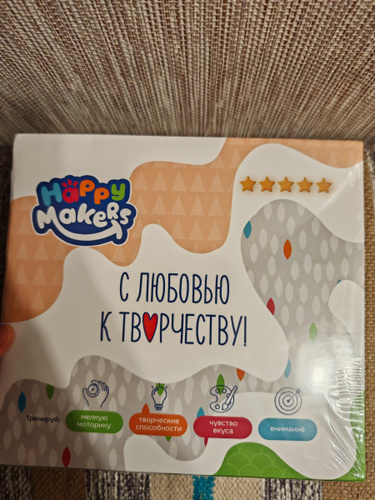 Happy
Makers
С ЛЮБОВЬЮ
К ТВОРЧЕСТВУ!
Тренируй:
мелкую
моторику
творческие
способности
чувство
вкуса
внимание